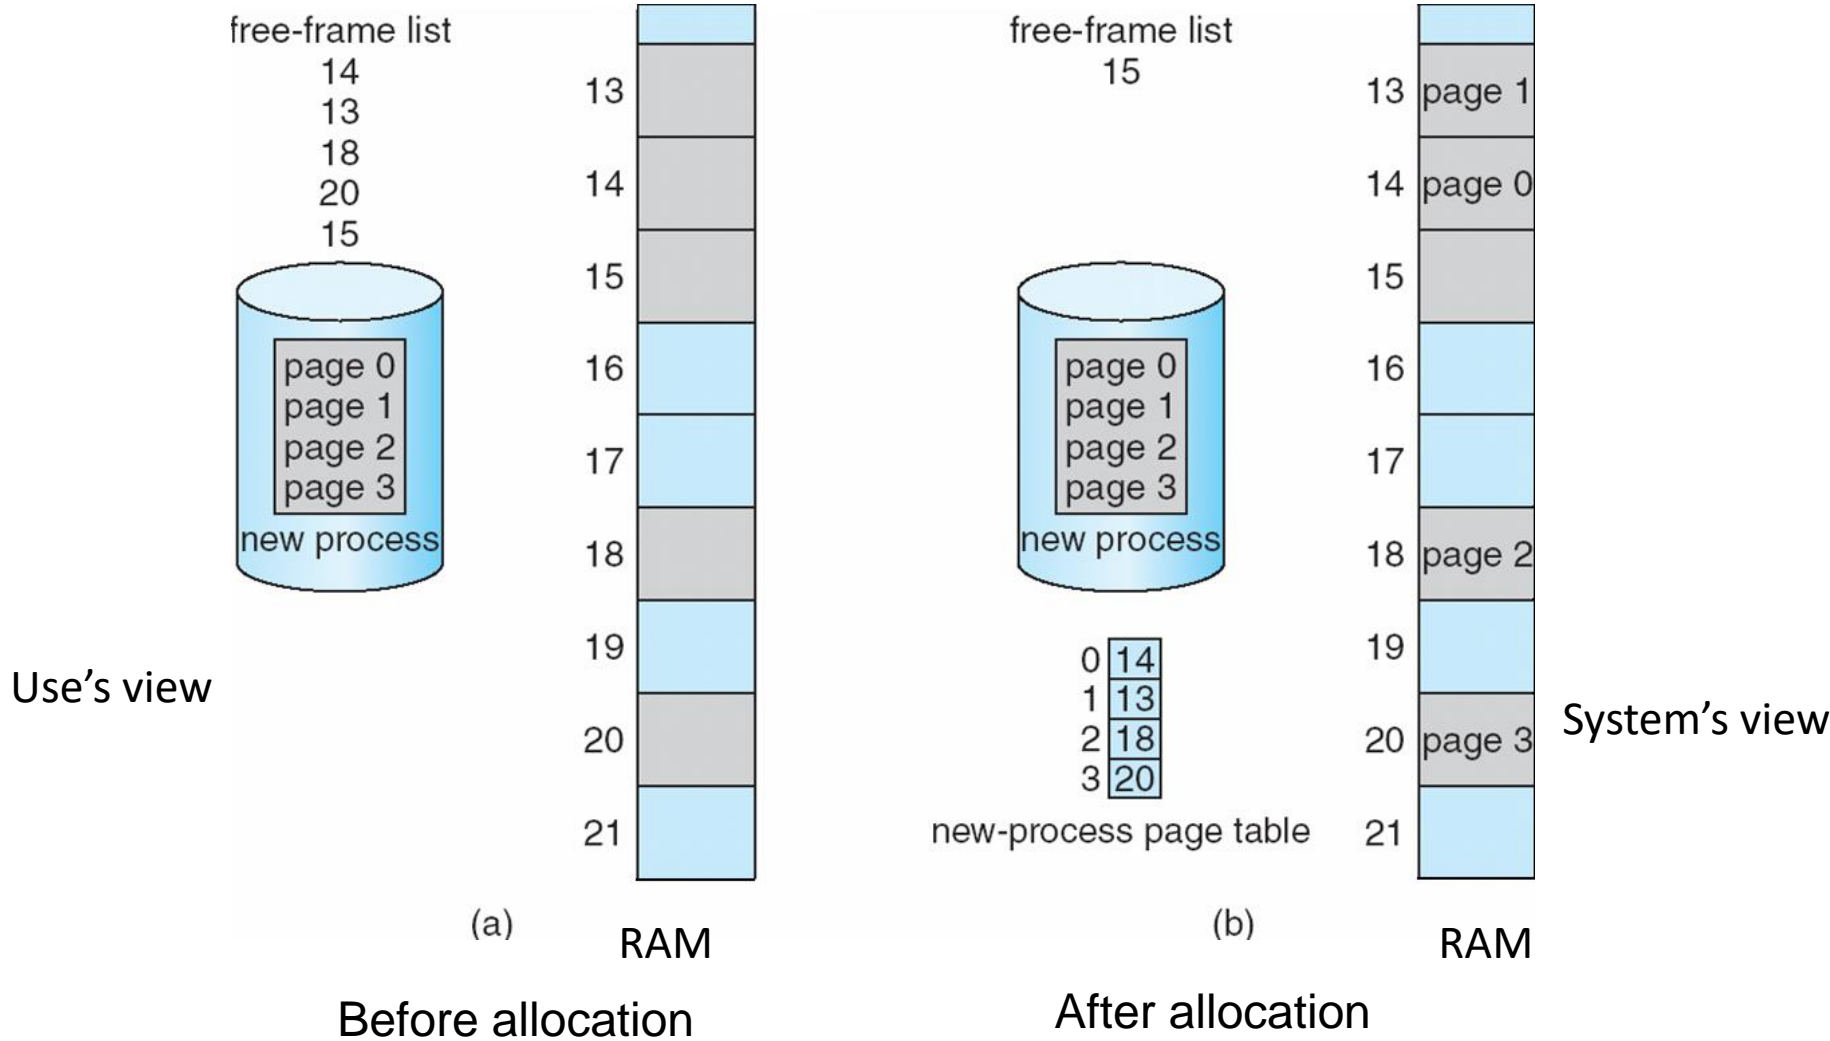 free-frame list
14
13
18
20
15
page 0
page 1
page 2
page 3
new process
13
14
15
16
17
18
19
20
21
Use’s view
(a)
RAM
Before allocation
free-frame list
15
page 0
page 1
page 2
page 3
new process
0 14
1 13
2 18
3 20
new-process page table
13 page 1
14 page 0
15
16
17
18 page 2
19
20 page 3
21
System’s view
(b)
RAM
After allocation